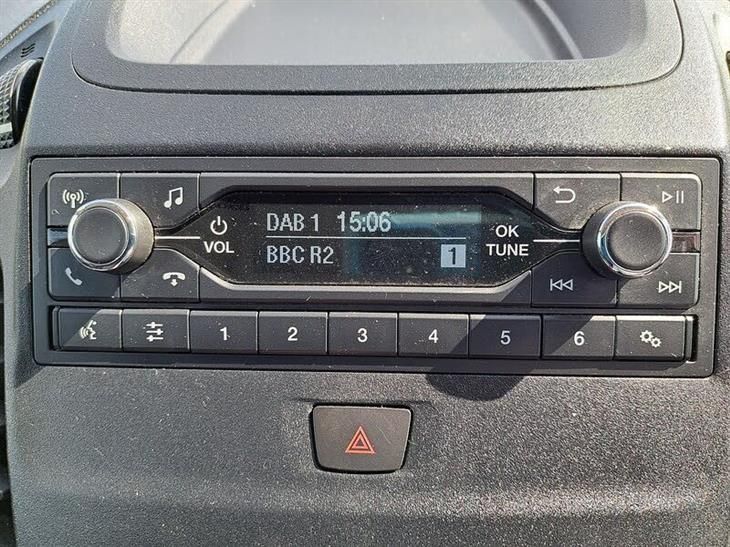 DAB 1 15:06
VOL
BBC R2 1
OK
TUNE
1 2 3 4 5 6